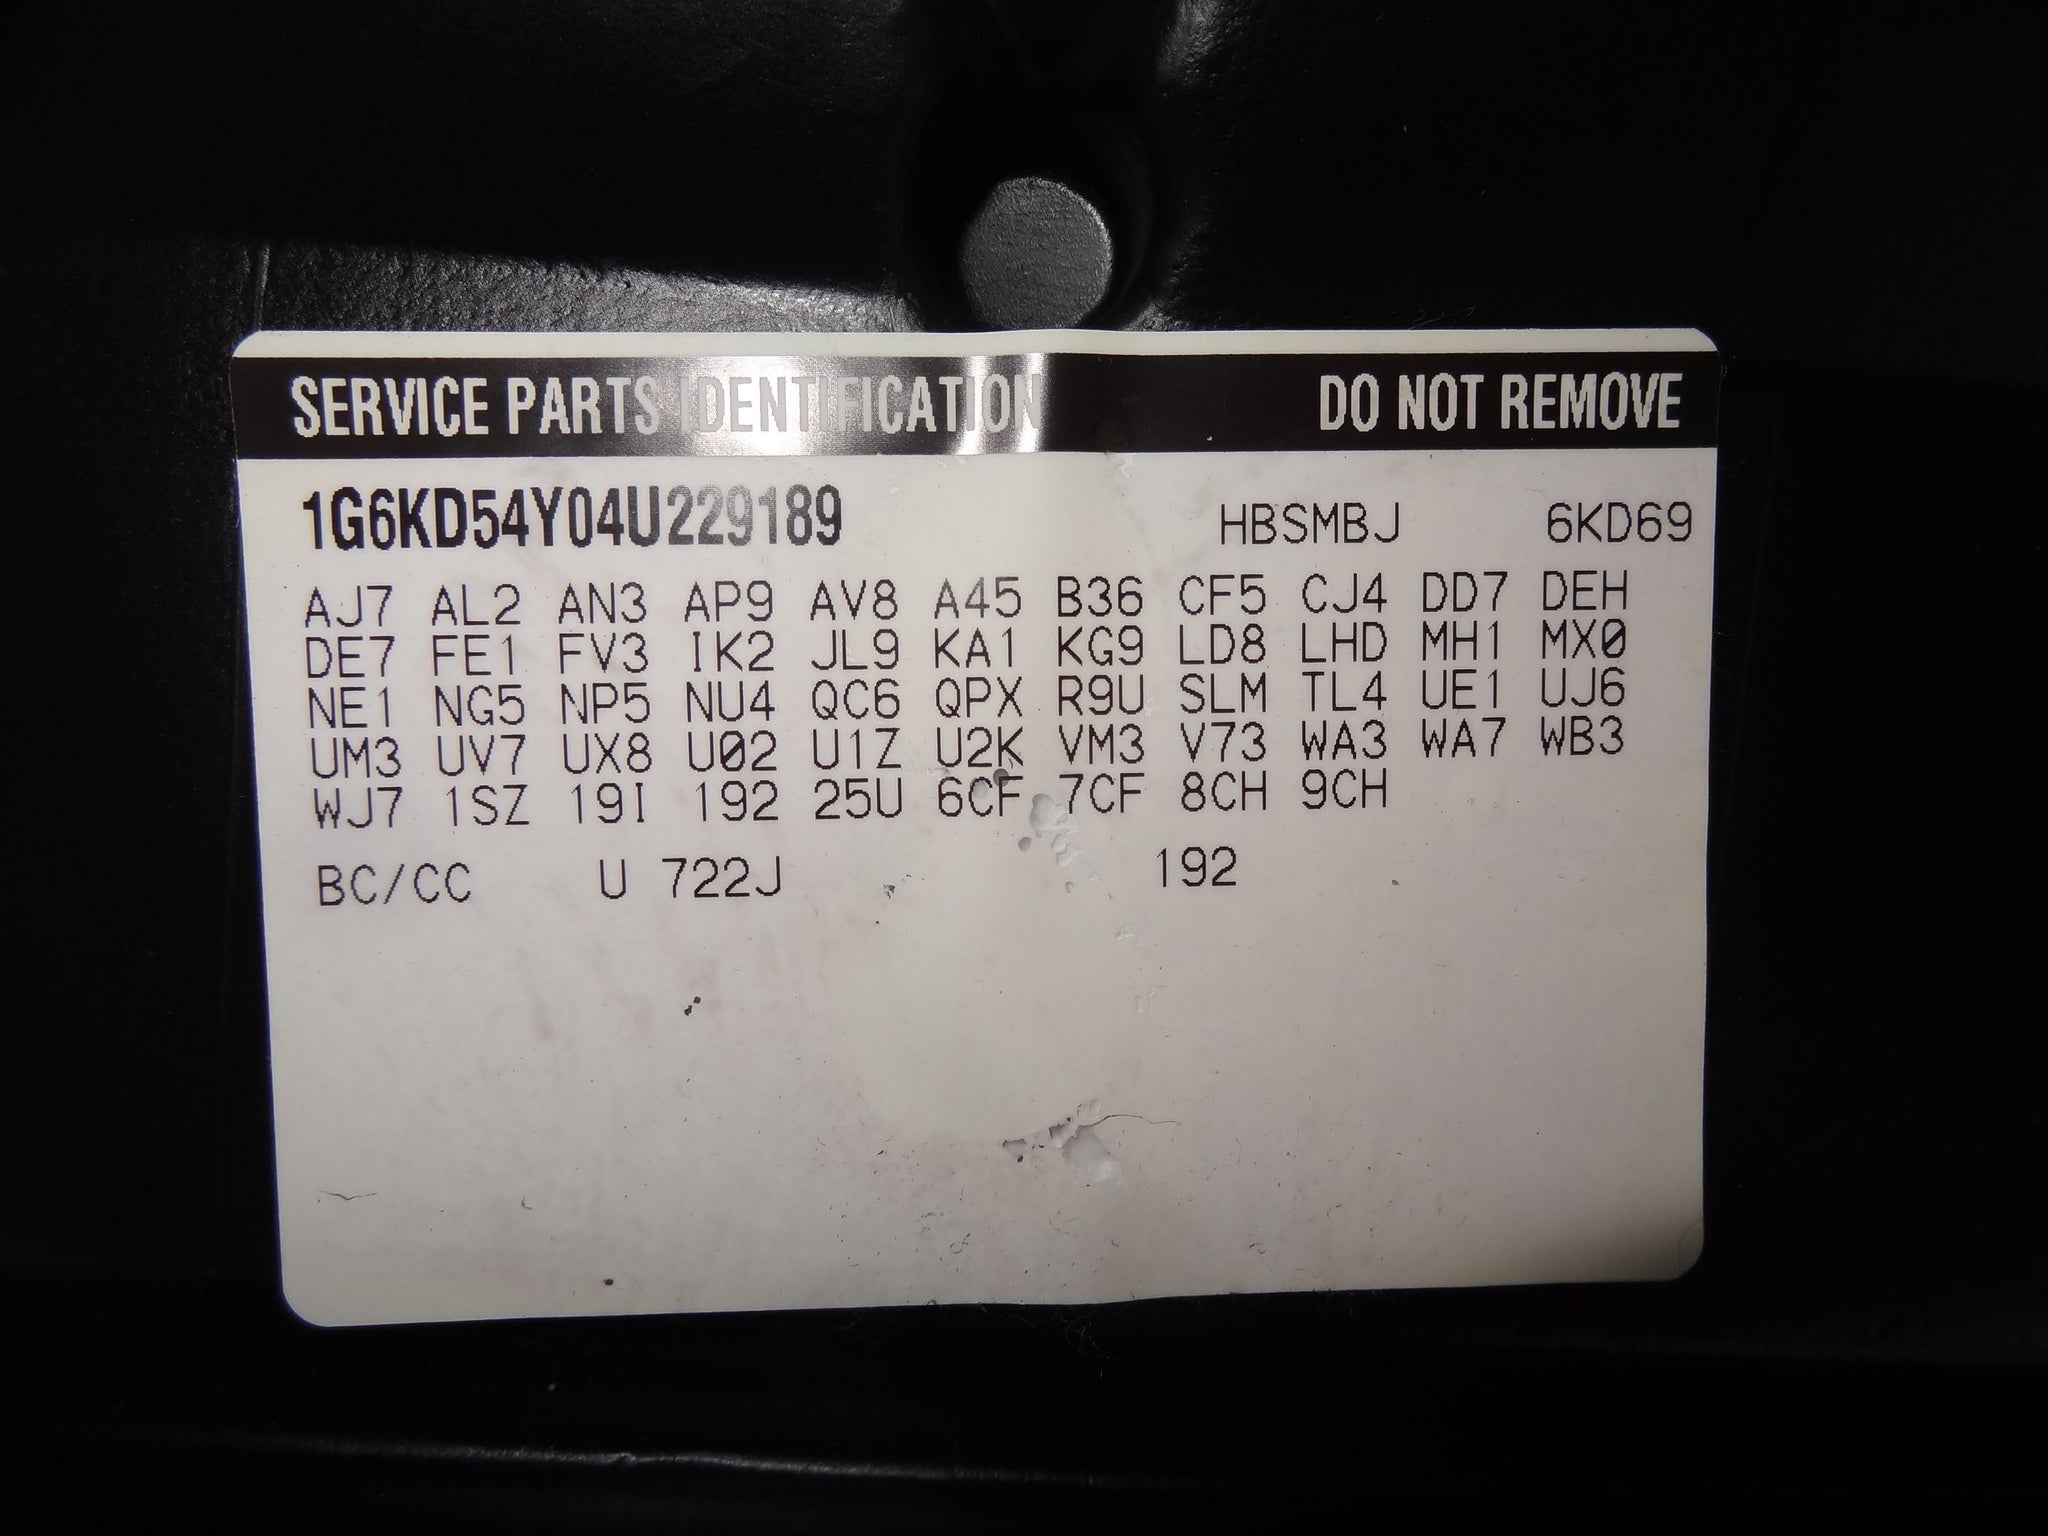 SERVICE PARTS IDENTIFICATION DO NOT REMOVE
1G6KD54Y04U229189 HBSMBJ 6KD69
AJ7 AL2 AN3 AP9 AV8 A45 B36 CF5 CJ4 DD7 DEH
DE7 FE1 FV3 IK2 JL9 KA1 KG9 LD8 LHD MH1 MX0
NE1 NG5 NP5 NU4 QC6 QPX R9U SLM TL4 UE1 UJ6
UM3 UV7 UX8 U02 U1Z U2K VM3 V73 WA3 WA7 WB3
WJ7 1SZ 19I 192 25U 6CF 7CF 8CH 9CH
BC/CC U 722J 192